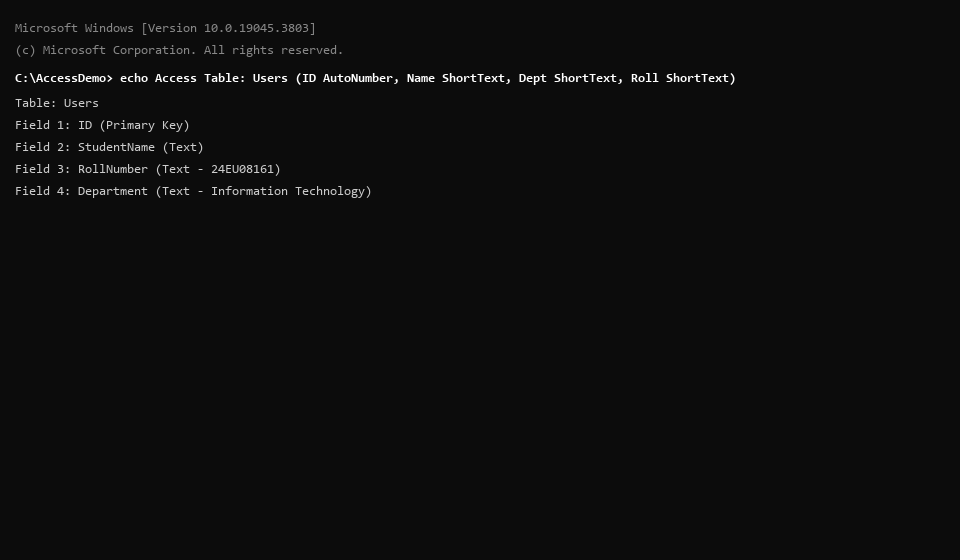 Microsoft Windows [Version 10.0.19045.3803]
(c) Microsoft Corporation. All rights reserved.
C:\AccessDemo> echo Access Table: Users (ID AutoNumber, Name ShortText, Dept ShortText, Roll ShortText)
Table: Users
Field 1: ID (Primary Key)
Field 2: StudentName (Text)
Field 3: RollNumber (Text - 24EU08161)
Field 4: Department (Text - Information Technology)